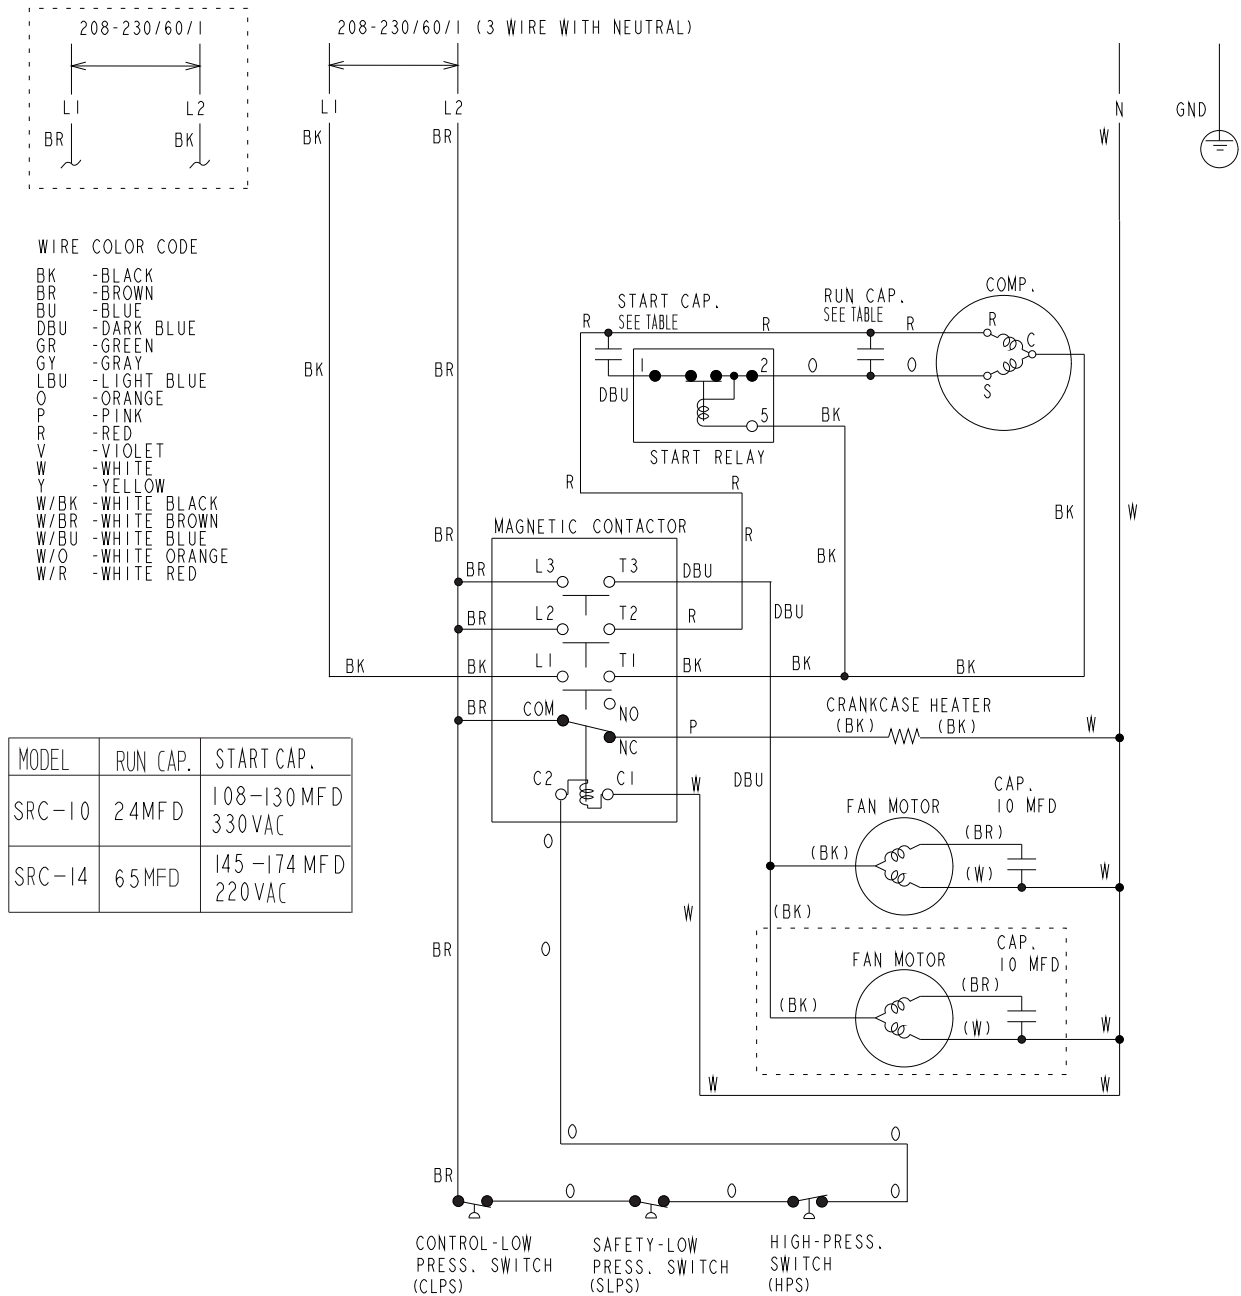 208-230/60/1
L1
L2
BR
BK
208-230/60/1 (3 WIRE WITH NEUTRAL)
L1
L2
N
GND
BK
BR
W
WIRE COLOR CODE
BK -BLACK
BR -BROWN
BU -BLUE
DBU -DARK BLUE
GR -GREEN
GY -GRAY
LBU -LIGHT BLUE
O -ORANGE
P -PINK
R -RED
V -VIOLET
W -WHITE
Y -YELLOW
W/BK -WHITE BLACK
W/BR -WHITE BROWN
W/BU -WHITE BLUE
W/O -WHITE ORANGE
W/R -WHITE RED
MODEL RUN CAP. START CAP.
SRC-10 24MFD 108-130MFD
330VAC
SRC-14 65MFD 145-174MFD
220VAC
BK
BR
START CAP.
SEE TABLE
RUN CAP.
SEE TABLE
COMP.
R
R
R
R
C
S
1
2
O
O
DBU
5
BK
START RELAY
R
R
BK
W
BR
MAGNETIC CONTACTOR
R
BK
BR
L3
T3
DBU
DBU
BR
L2
T2
R
BK
BK
L1
T1
BK
BK
BK
BR
COM
NO
NC
P
CRANKCASE HEATER
(BK)
(BK)
W
C2
C1
W
DBU
O
FAN MOTOR
CAP.
10 MFD
(BK)
(BR)
(W)
W
W
(BK)
BR
O
FAN MOTOR
CAP.
10 MFD
(BK)
(BR)
(W)
W
W
W
O
O
BR
O
O
O
CONTROL-LOW
PRESS. SWITCH
(CLPS)
SAFETY-LOW
PRESS. SWITCH
(SLPS)
HIGH-PRESS.
SWITCH
(HPS)